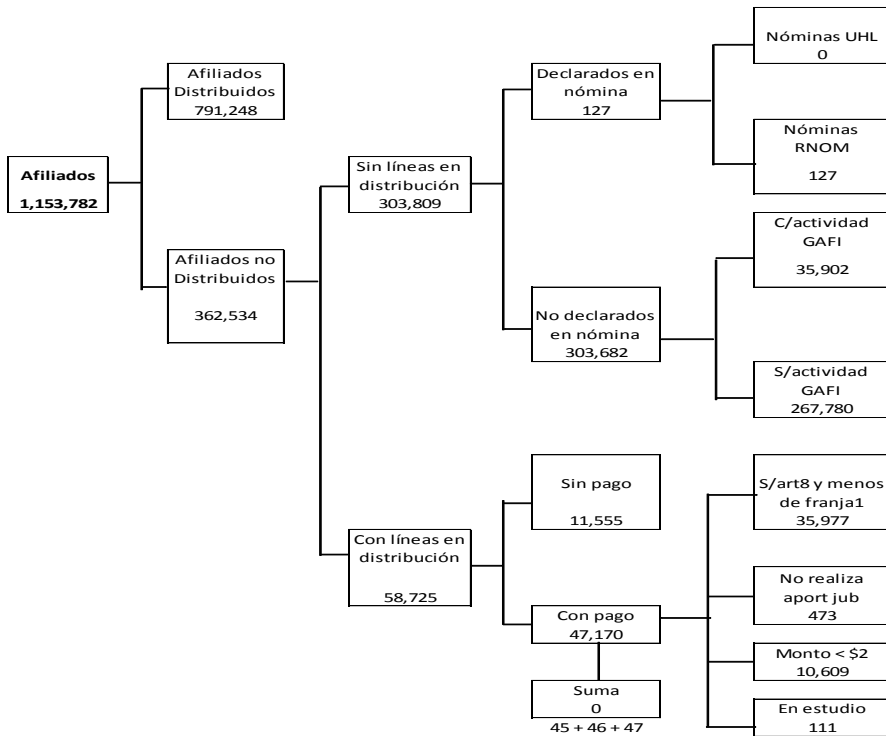 Afiliados
1,153,782
Afiliados
Distribuidos
791,248
Afiliados no
Distribuidos
362,534
Sin líneas en
distribución
303,809
Con líneas en
distribución
58,725
Declarados en
nómina
127
No declarados
en nómina
303,682
Sin pago
11,555
Con pago
47,170
Suma
0
45 + 46 + 47
Nóminas UHL
0
Nóminas
RNOM
127
C/actividad
GAFI
35,902
S/actividad
GAFI
267,780
S/art8 y menos
de franja1
35,977
No realiza
aport jub
473
Monto < $2
10,609
En estudio
111